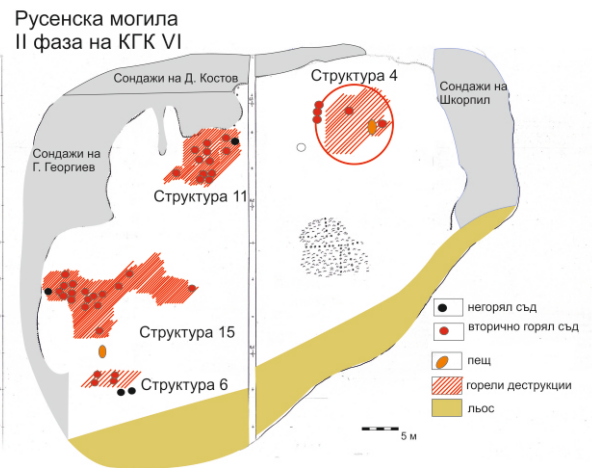 Русенска могила
II фаза на КГК VI
Сондажи на Д. Костов
Структура 4
Сондажи на
Шкорпил
Сондажи на
Г. Георгиев
Структура 11
Структура 15
Структура 6
негорял съд
вторично горял съд
пещ
горели деструкции
льос
5 м